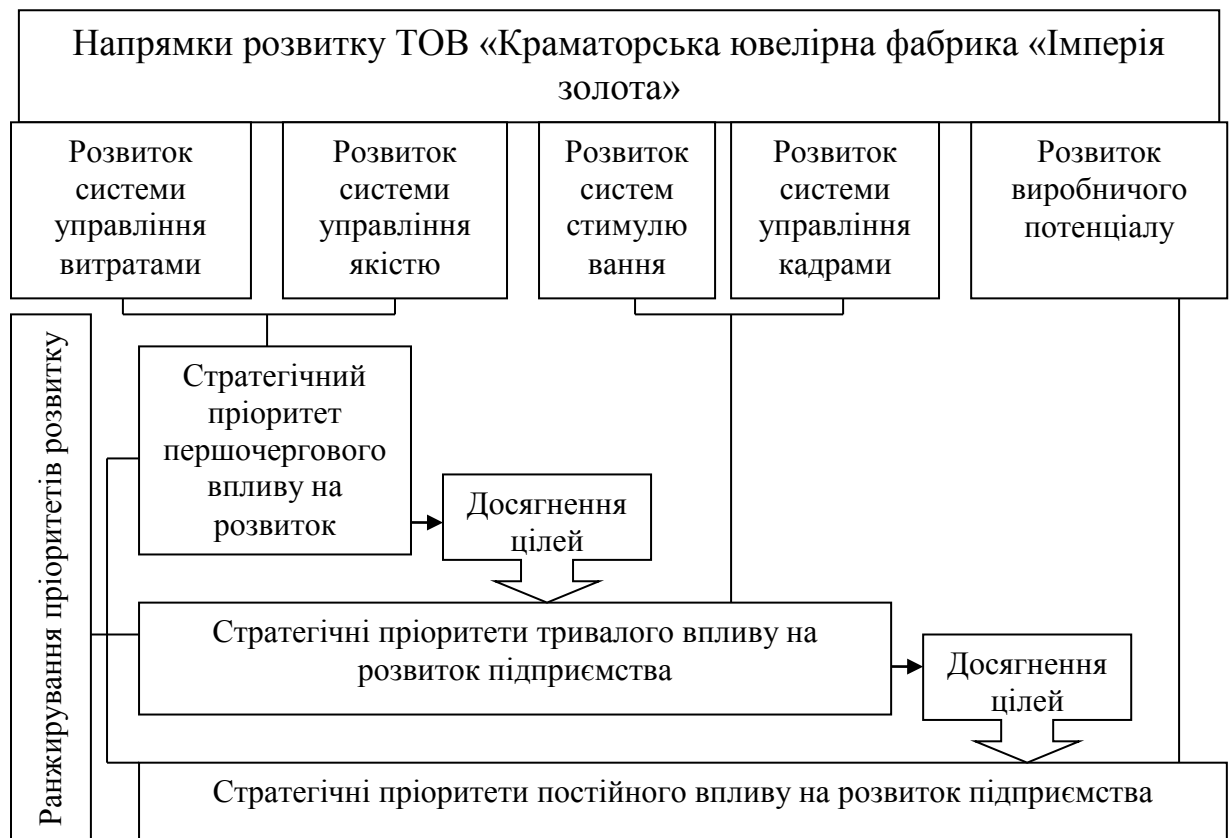 Напрямки розвитку ТОВ «Краматорська ювелірна фабрика «Імперія
золота»
Розвиток
системи
управління
витратами
Розвиток
системи
управління
якістю
Розвиток
систем
стимулю
вання
Розвиток
системи
управління
кадрами
Розвиток
виробничого
потенціалу
Ранжирування пріоритетів розвитку
Стратегічний
пріоритет
першочергового
впливу на
розвиток
Досягнення
цілей
Стратегічні пріоритети тривалого впливу на
розвиток підприємства
Досягнення
цілей
Стратегічні пріоритети постійного впливу на розвиток підприємства